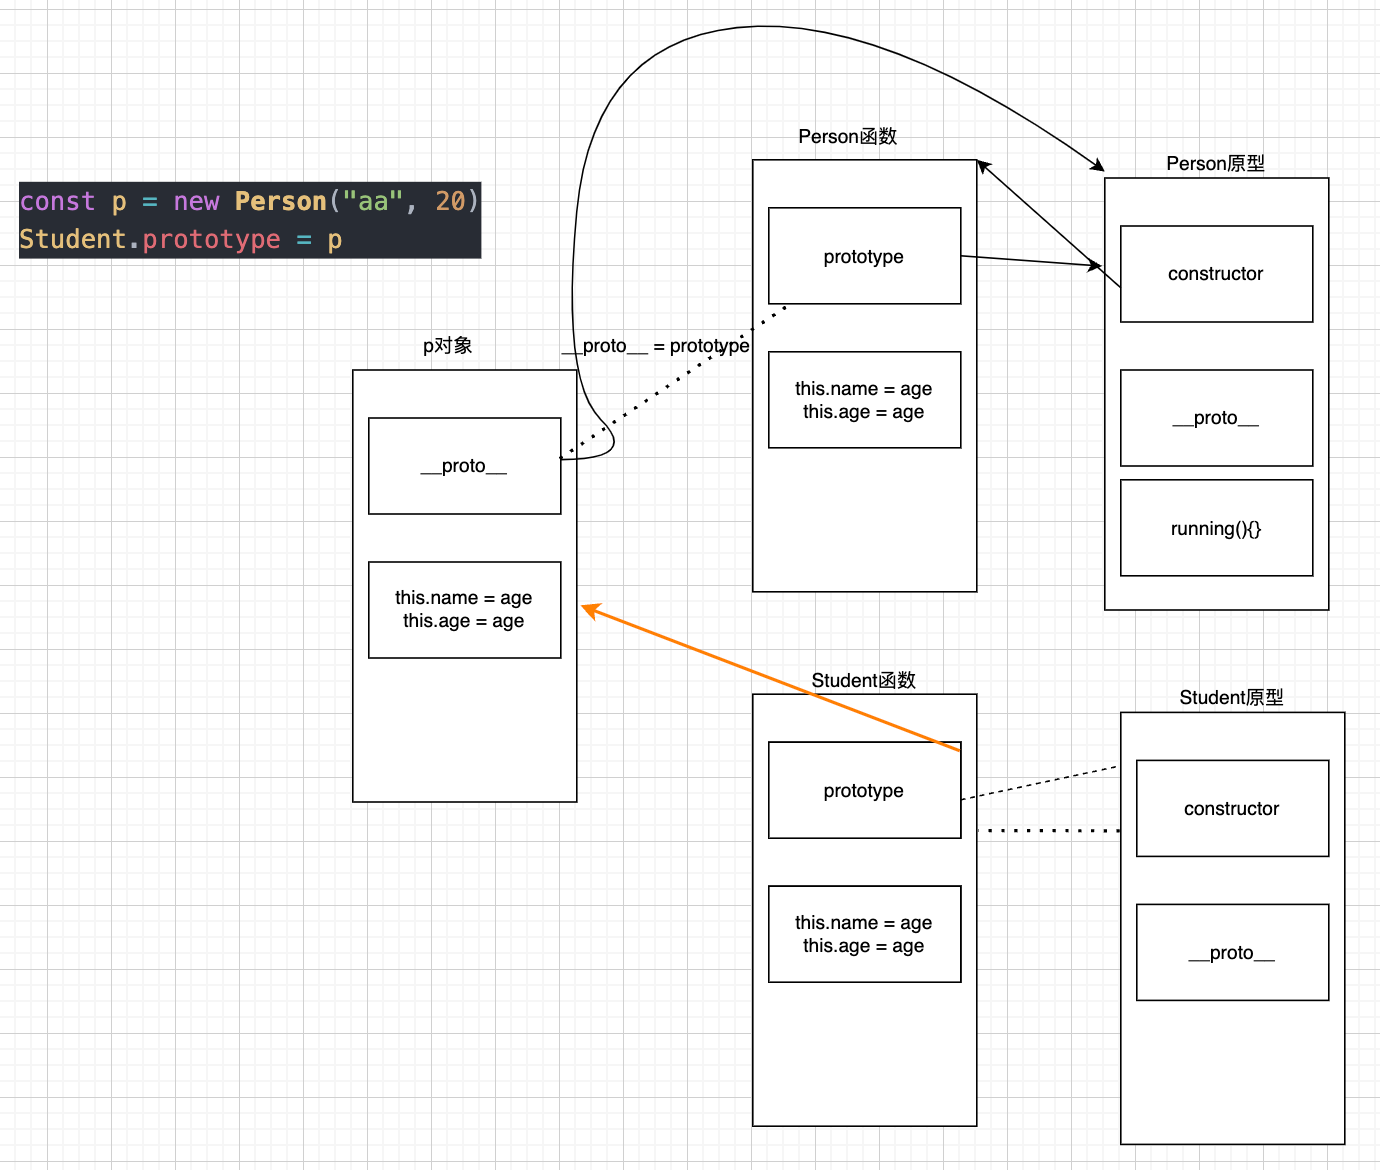 const p = new Person("aa", 20)
Student.prototype = p
p对象
__proto__
this.name = age
this.age = age
__proto__ = prototype
Person函数
prototype
this.name = age
this.age = age
Person原型
constructor
__proto__
running(){}
Student函数
prototype
this.name = age
this.age = age
Student原型
constructor
__proto__